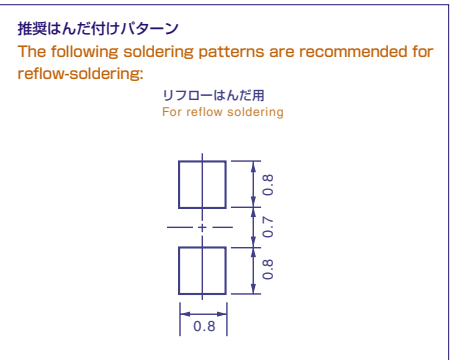 推奨はんだ付けパターン
The following soldering patterns are recommended for
reflow-soldering:
リフローはんだ用
For reflow soldering
0.8
0.7
0.8
0.8